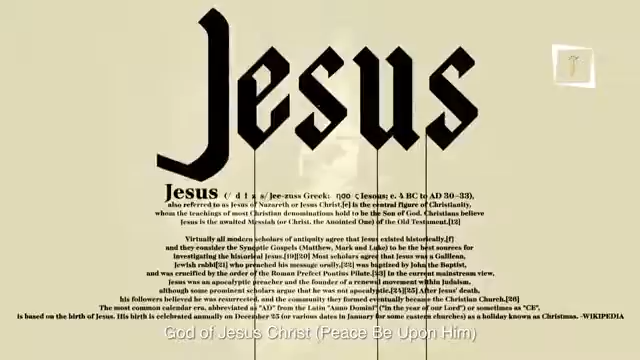 Jesus
Jesus (/ˈdʒiːzəs/ Jee-zuss Greek: Iesous; c. 4 BC to AD 30–33),
also referred to as Jesus of Nazareth or Jesus Christ,[e] is the central figure of Christianity,
whom the teachings of most Christian denominations hold to be the Son of God. Christians believe
Jesus is the awaited Messiah (or Christ, the Anointed One) of the Old Testament.[12]
Virtually all modern scholars of antiquity agree that Jesus existed historically,[f]
and they consider the Synoptic Gospels (Matthew, Mark and Luke) to be the best sources for
investigating the historical Jesus.[19][20] Most scholars agree that Jesus was a Galilean,
Jewish rabbi[21] who preached his message orally,[22] was baptized by John the Baptist,
and was crucified by the order of the Roman Prefect Pontius Pilate.[23] In the current mainstream view,
Jesus was an apocalyptic preacher and the founder of a renewal movement within Judaism,
although some prominent scholars argue that he was not apocalyptic.[24][25] After Jesus' death,
his followers believed he was resurrected, and the community they formed eventually became the Christian Church.[26]
The most common calendar era, abbreviated as "AD" from the Latin "Anno Domini" ("in the year of our Lord") or sometimes as "CE",
is based on the birth of Jesus. His birth is celebrated annually on December 25 (or various dates in January for some eastern churches) as a holiday known as Christmas. -WIKIPEDIA
God of Jesus Christ (Peace Be Upon Him)